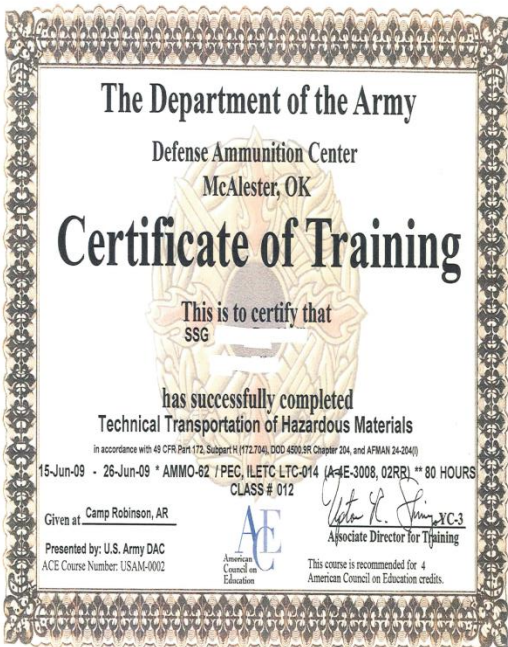 The Department of the Army
Defense Ammunition Center
McAlester, OK
Certificate of Training
This is to certify that
SSG
has successfully completed
Technical Transportation of Hazardous Materials
in accordance with 49 CFR Part 172, Subpart H (172.704), DOD 4500.9R Chapter 204, and AFMAN 24-204(I)
15-Jun-09 - 26-Jun-09 * AMMO-62 / PEC, ILETC LTC-014 (A-4E-3008, 02RR) ** 80 HOURS
CLASS # 012
Given at Camp Robinson, AR
Presented by: U.S. Army DAC
ACE Course Number: USAM-0002
ACE
American
Council on
Education
YC-3
Associate Director for Training
This course is recommended for 4
American Council on Education credits.